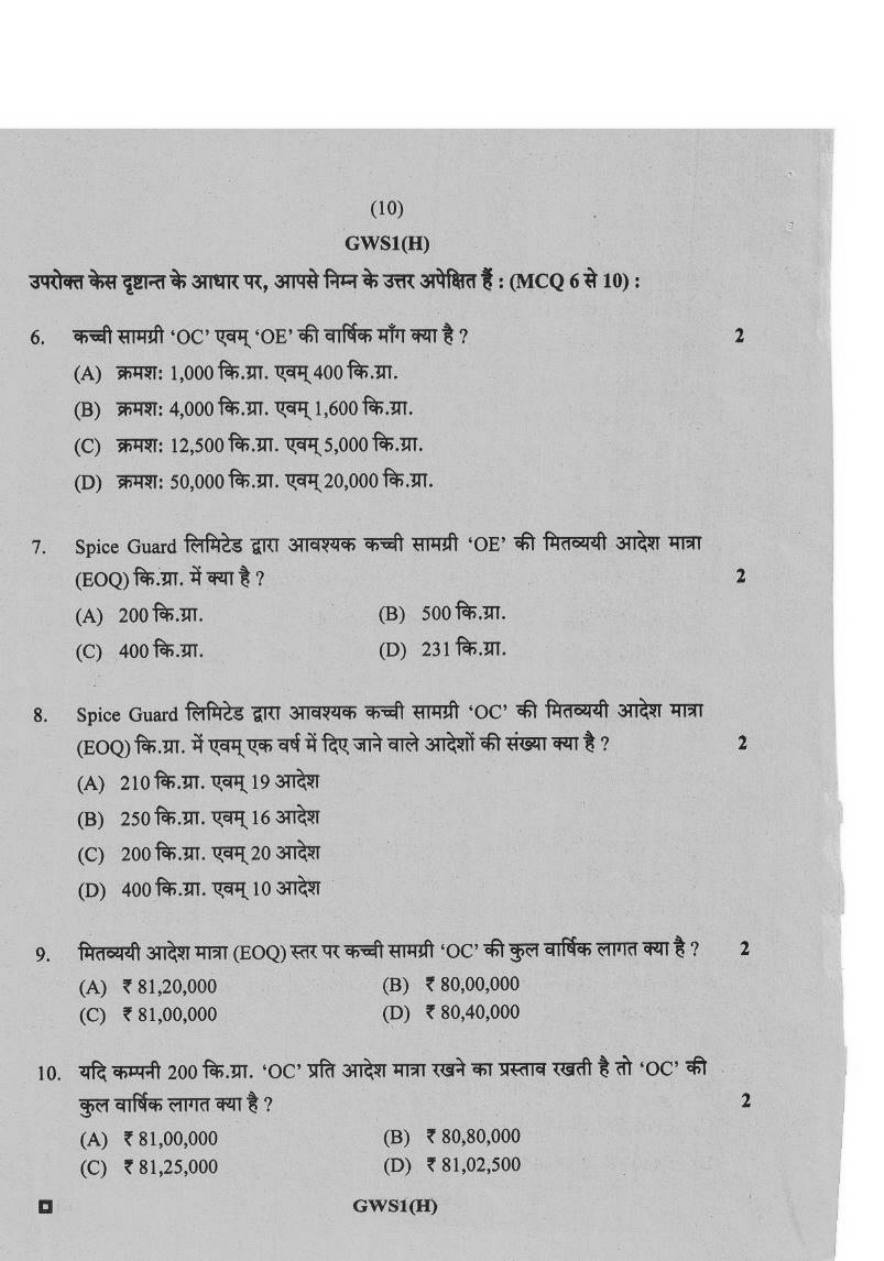 (10)
GWS1(H)
उपरोक्त केस दृष्टान्त के आधार पर, आपसे निम्न के उत्तर अपेक्षित हैं : (MCQ 6 से 10) :
6. कच्ची सामग्री ‘OC’ एवम् ‘OE’ की वार्षिक माँग क्या है ? 2
(A) क्रमशः 1,000 कि.ग्रा. एवम् 400 कि.ग्रा.
(B) क्रमशः 4,000 कि.ग्रा. एवम् 1,600 कि.ग्रा.
(C) क्रमशः 12,500 कि.ग्रा. एवम् 5,000 कि.ग्रा.
(D) क्रमशः 50,000 कि.ग्रा. एवम् 20,000 कि.ग्रा.
7. Spice Guard लिमिटेड द्वारा आवश्यक कच्ची सामग्री ‘OE’ की मितव्ययी आदेश मात्रा
(EOQ) कि.ग्रा. में क्या है ? 2
(A) 200 कि.ग्रा. (B) 500 कि.ग्रा.
(C) 400 कि.ग्रा. (D) 231 कि.ग्रा.
8. Spice Guard लिमिटेड द्वारा आवश्यक कच्ची सामग्री ‘OC’ की मितव्ययी आदेश मात्रा
(EOQ) कि.ग्रा. में एवम् एक वर्ष में दिए जाने वाले आदेशों की संख्या क्या है ? 2
(A) 210 कि.ग्रा. एवम् 19 आदेश
(B) 250 कि.ग्रा. एवम् 16 आदेश
(C) 200 कि.ग्रा. एवम् 20 आदेश
(D) 400 कि.ग्रा. एवम् 10 आदेश
9. मितव्ययी आदेश मात्रा (EOQ) स्तर पर कच्ची सामग्री ‘OC’ की कुल वार्षिक लागत क्या है ? 2
(A) ₹ 81,20,000 (B) ₹ 80,00,000
(C) ₹ 81,00,000 (D) ₹ 80,40,000
10. यदि कम्पनी 200 कि.ग्रा. ‘OC’ प्रति आदेश मात्रा रखने का प्रस्ताव रखती है तो ‘OC’ की
कुल वार्षिक लागत क्या है ? 2
(A) ₹ 81,00,000 (B) ₹ 80,80,000
(C) ₹ 81,25,000 (D) ₹ 81,02,500
GWS1(H)